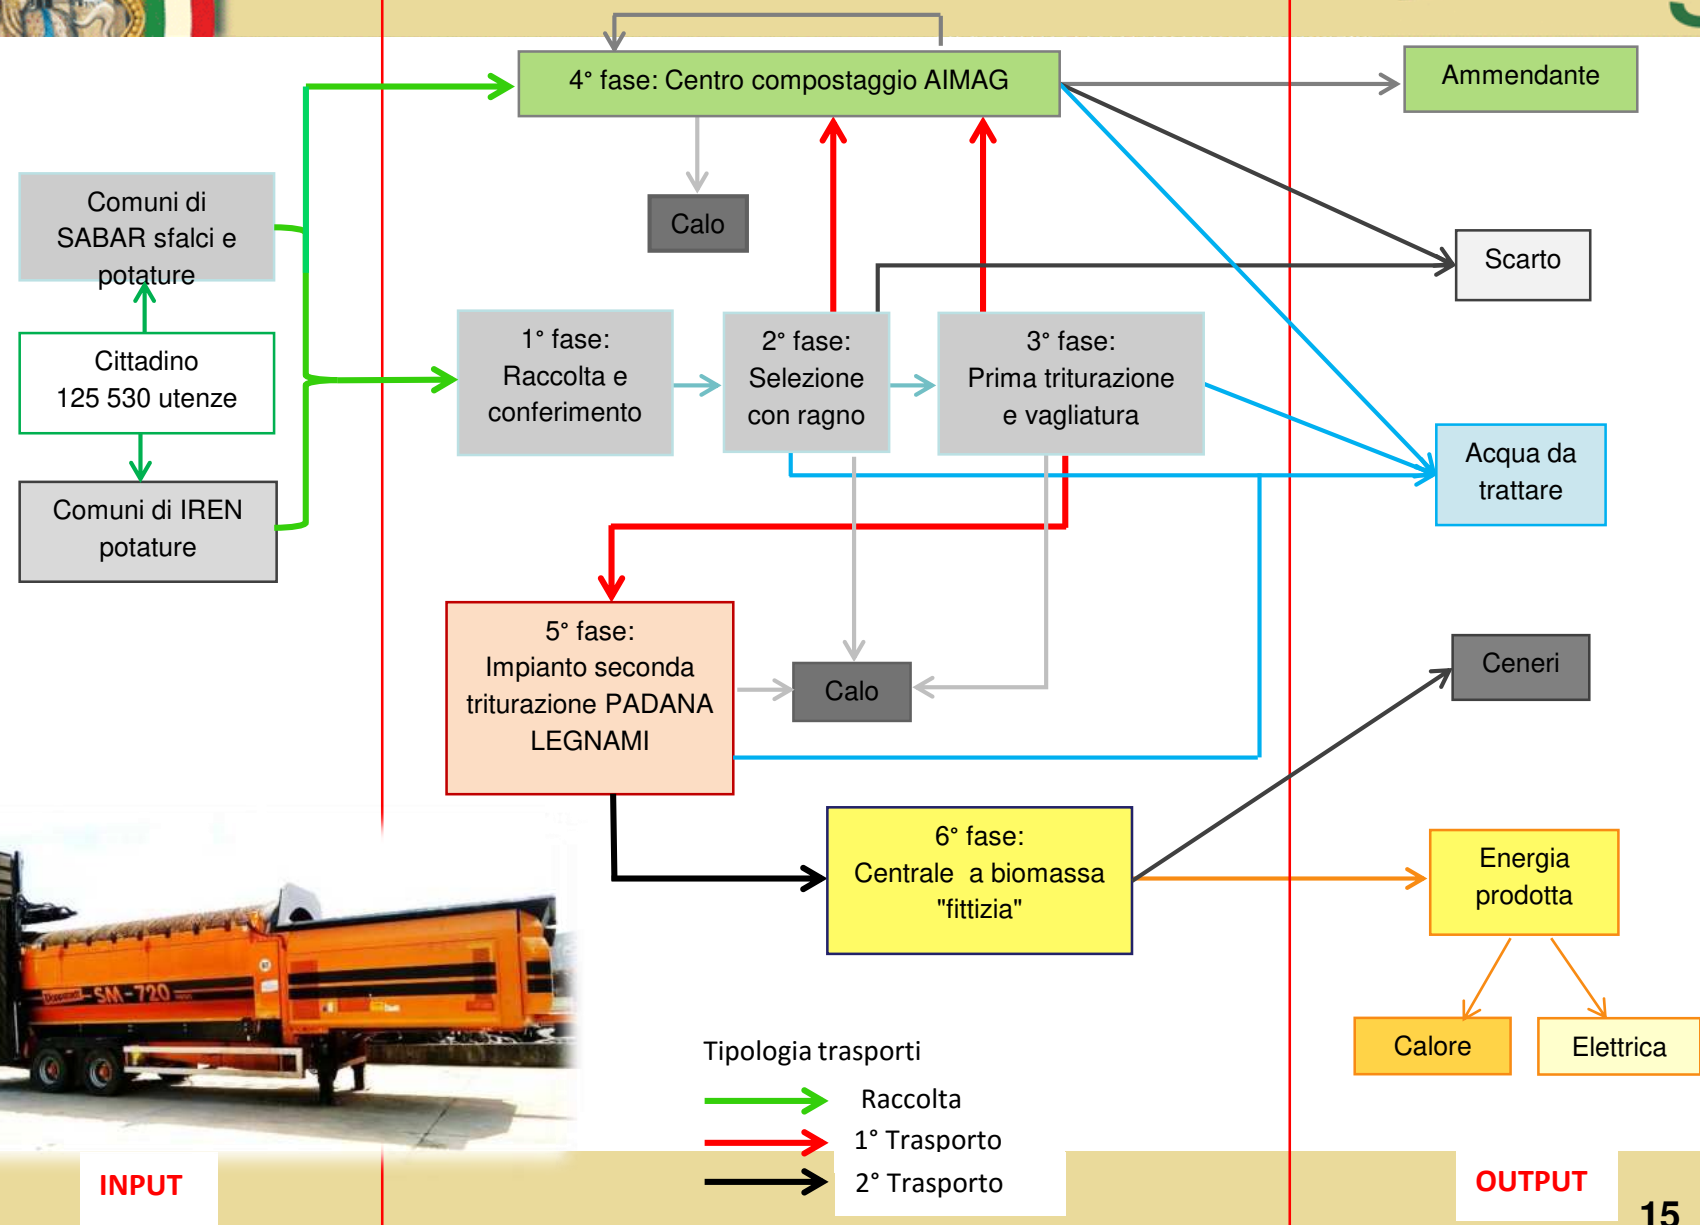 4° fase: Centro compostaggio AIMAG
Ammendante
Comuni di
SABAR sfalci e
potature
Calo
Scarto
Cittadino
125 530 utenze
1° fase:
Raccolta e
conferimento
2° fase:
Selezione
con ragno
3° fase:
Prima triturazione
e vagliatura
Acqua da
trattare
Comuni di IREN
potature
5° fase:
Impianto seconda
triturazione PADANA
LEGNAMI
Calo
Ceneri
6° fase:
Centrale  a biomassa
"fittizia"
Energia
prodotta
Calore
Elettrica
SM-720
Tipologia trasporti
Raccolta
1° Trasporto
2° Trasporto
INPUT
OUTPUT
15